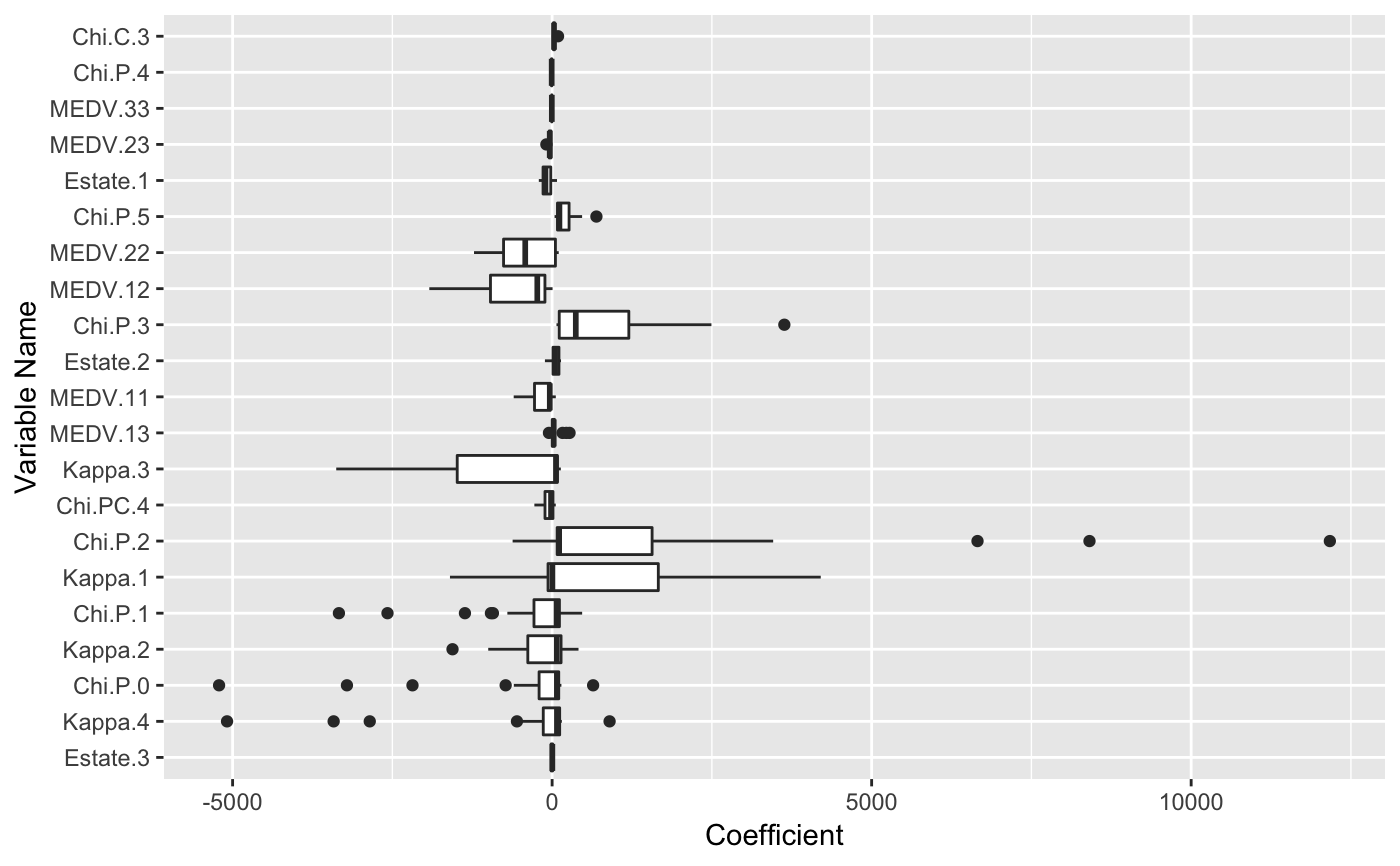 Variable Name
Chi.C.3
Chi.P.4
MEDV.33
MEDV.23
Estate.1
Chi.P.5
MEDV.22
MEDV.12
Chi.P.3
Estate.2
MEDV.11
MEDV.13
Kappa.3
Chi.PC.4
Chi.P.2
Kappa.1
Chi.P.1
Kappa.2
Chi.P.0
Kappa.4
Estate.3
-5000 0 5000 10000
Coefficient